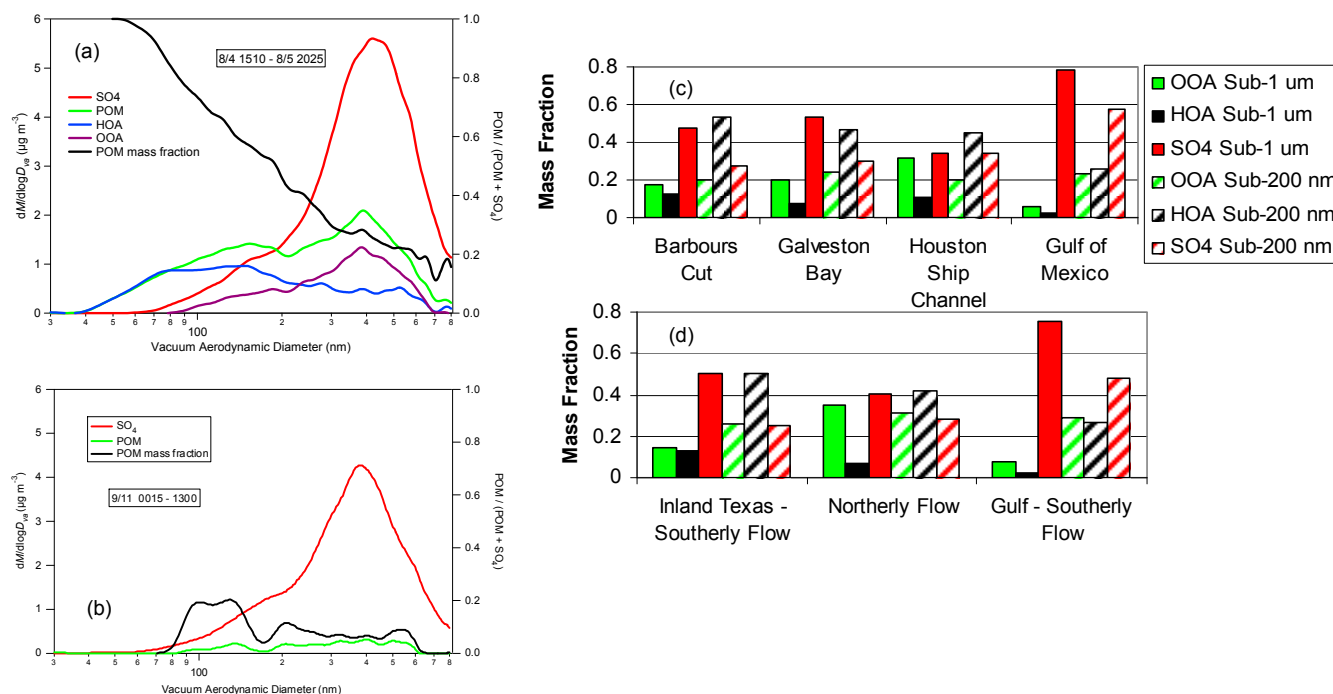 6
5
4
3
2
1
0
dM/dlogDva (µg m-3)
(a)
8/4 1510 - 8/5 2025
SO4
POM
HOA
OOA
POM mass fraction
1.0
0.8
0.6
0.4
0.2
0.0
POM / (POM + SO4)
3 4 5 6 7 8 9 100 2 3 4 5 6 7 8
Vacuum Aerodynamic Diameter (nm)
6
5
4
3
2
1
0
dM/dlogDva (µg m-3)
SO4
POM
POM mass fraction
9/11 0015 - 1300
(b)
1.0
0.8
0.6
0.4
0.2
0.0
POM / (POM + SO4)
3 4 5 6 7 8 9 100 2 3 4 5 6 7 8
Vacuum Aerodynamic Diameter (nm)
0.8
0.6
0.4
0.2
0
Mass Fraction
(c)
Barbours
Cut
Galveston
Bay
Houston
Ship
Channel
Gulf of
Mexico
OOA Sub-1 um
HOA Sub-1 um
SO4 Sub-1 um
OOA Sub-200 nm
HOA Sub-200 nm
SO4 Sub-200 nm
0.8
0.6
0.4
0.2
0
Mass Fraction
(d)
Inland Texas -
Southerly Flow
Northerly Flow
Gulf - Southerly
Flow